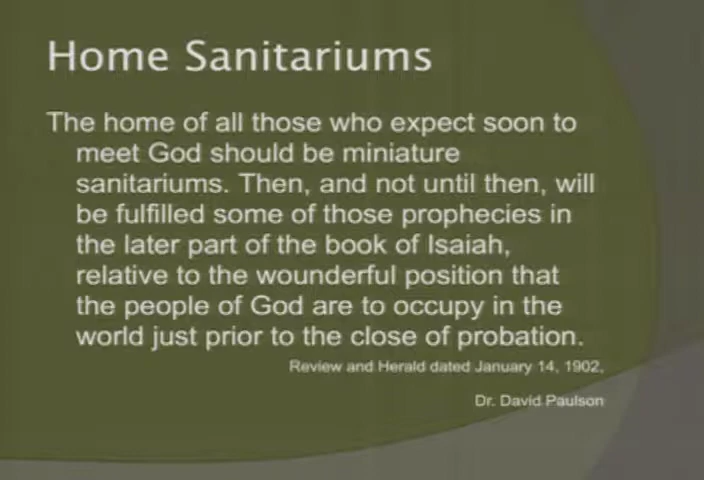 Home Sanitariums
The home of all those who expect soon to
meet God should be miniature
sanitariums. Then, and not until then, will
be fulfilled some of those prophecies in
the later part of the book of Isaiah,
relative to the wounderful position that
the people of God are to occupy in the
world just prior to the close of probation.
Review and Herald dated January 14, 1902,
Dr. David Paulson